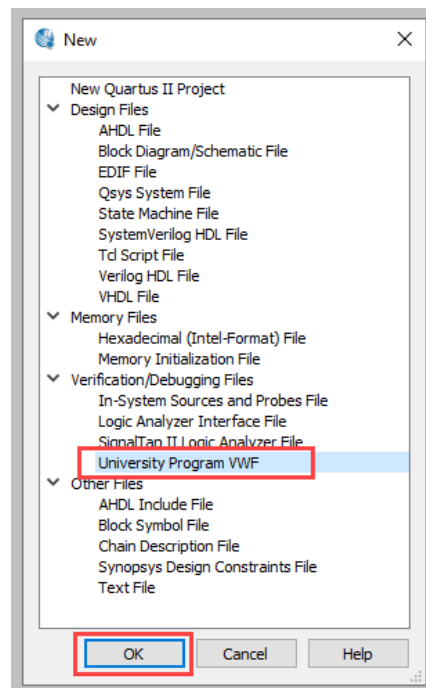 New
New Quartus II Project
Design Files
AHDL File
Block Diagram/Schematic File
EDIF File
Qsys System File
State Machine File
SystemVerilog HDL File
Tcl Script File
Verilog HDL File
VHDL File
Memory Files
Hexadecimal (Intel-Format) File
Memory Initialization File
Verification/Debugging Files
In-System Sources and Probes File
Logic Analyzer Interface File
SignalTap II Logic Analyzer File
University Program VWF
Other Files
AHDL Include File
Block Symbol File
Chain Description File
Synopsys Design Constraints File
Text File
OK Cancel Help